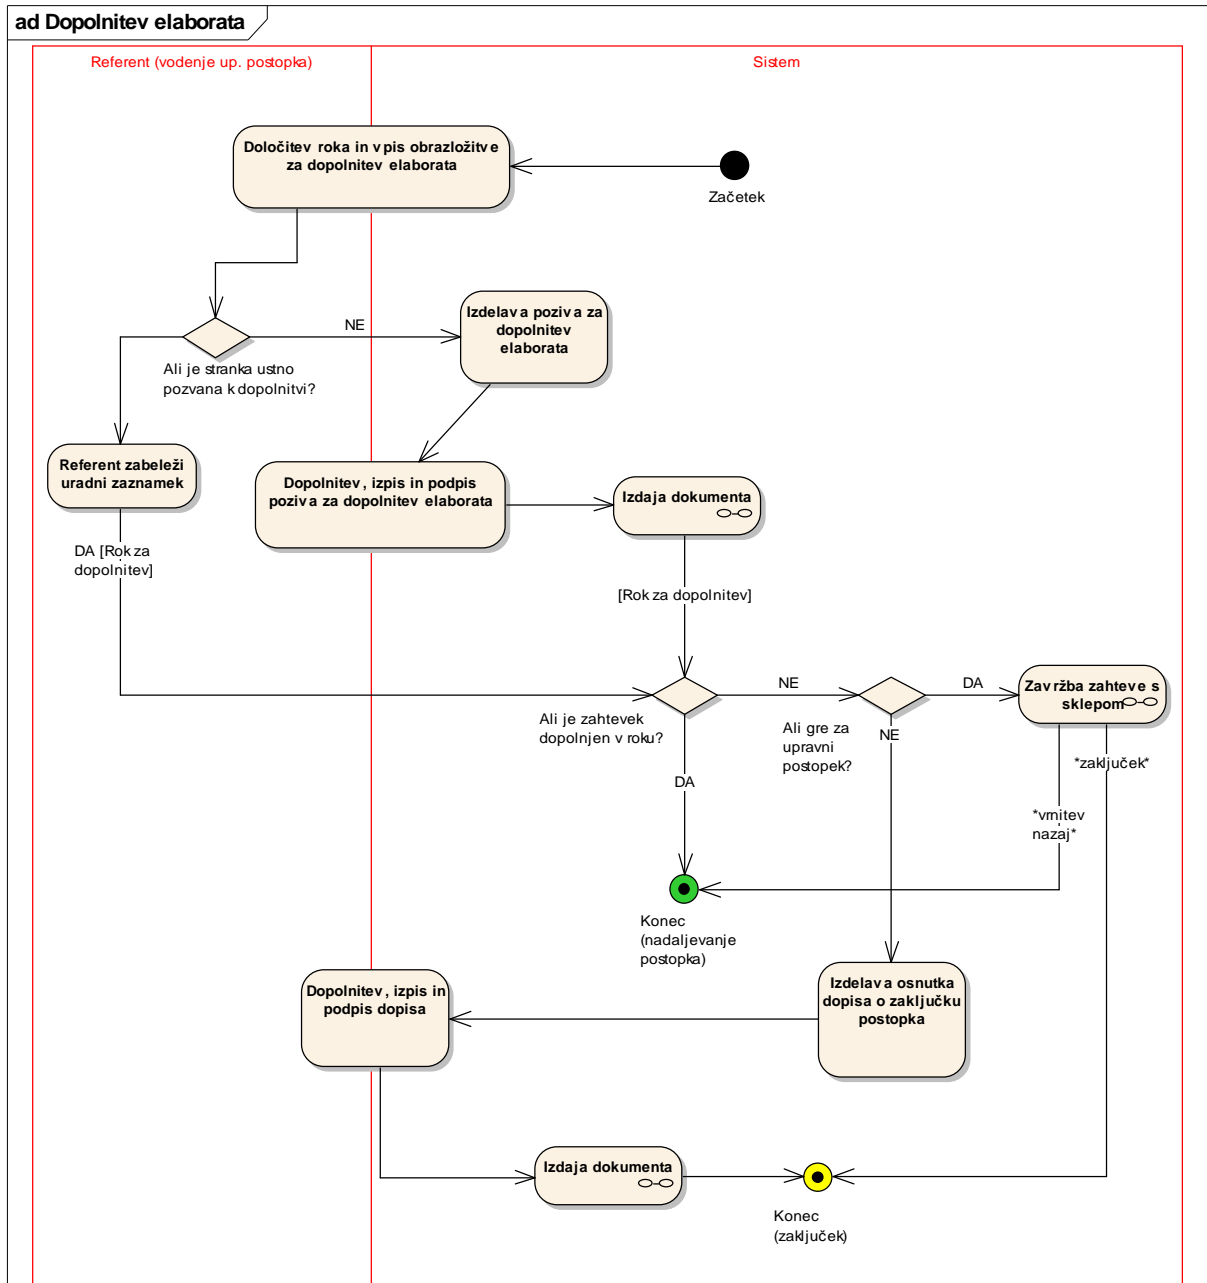 ad Dopolnitev elaborata
Referent (vodenje up. postopka)
Sistem
Določitev roka in vpis obrazložitve
za dopolnitev elaborata
Začetek
Izdelava poziva za
dopolnitev
elaborata
NE
Ali je stranka ustno
pozvana k dopolnitvi?
Referent zabeleži
uradni zaznamek
Dopolnitev, izpis in podpis
poziva za dopolnitev elaborata
Izdaja dokumenta
DA [Rok za
dopolnitev]
[Rok za dopolnitev]
NE
DA
Zavržba zahteve s
sklepom
Ali je zahtevek
dopolnjen v roku?
Ali gre za
upravni
postopek?
NE
*zaključek*
DA
*vrnitev
nazaj*
Konec
(nadaljevanje
postopka)
Dopolnitev, izpis in
podpis dopisa
Izdelava osnutka
dopisa o zaključku
postopka
Izdaja dokumenta
Konec
(zaključek)